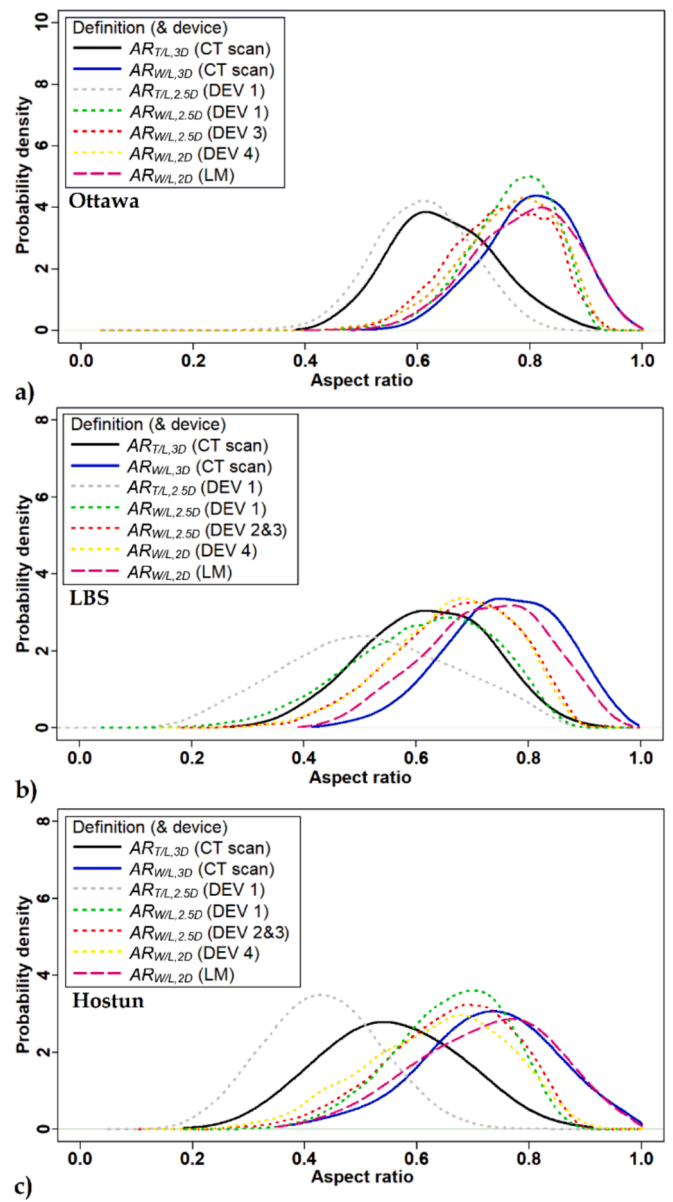 Definition (& device)
AR_T/L,3D (CT scan)
AR_W/L,3D (CT scan)
AR_T/L,2.5D (DEV 1)
AR_W/L,2.5D (DEV 1)
AR_W/L,2.5D (DEV 3)
AR_W/L,2D (DEV 4)
AR_W/L,2D (LM)
Ottawa
Probability density
10
8
6
4
2
0
0.0 0.2 0.4 0.6 0.8 1.0
Aspect ratio
a)
Definition (& device)
AR_T/L,3D (CT scan)
AR_W/L,3D (CT scan)
AR_T/L,2.5D (DEV 1)
AR_W/L,2.5D (DEV 1)
AR_W/L,2.5D (DEV 2&3)
AR_W/L,2D (DEV 4)
AR_W/L,2D (LM)
LBS
Probability density
8
6
4
2
0
0.0 0.2 0.4 0.6 0.8 1.0
Aspect ratio
b)
Definition (& device)
AR_T/L,3D (CT scan)
AR_W/L,3D (CT scan)
AR_T/L,2.5D (DEV 1)
AR_W/L,2.5D (DEV 1)
AR_W/L,2.5D (DEV 2&3)
AR_W/L,2D (DEV 4)
AR_W/L,2D (LM)
Hostun
Probability density
8
6
4
2
0
0.0 0.2 0.4 0.6 0.8 1.0
Aspect ratio
c)